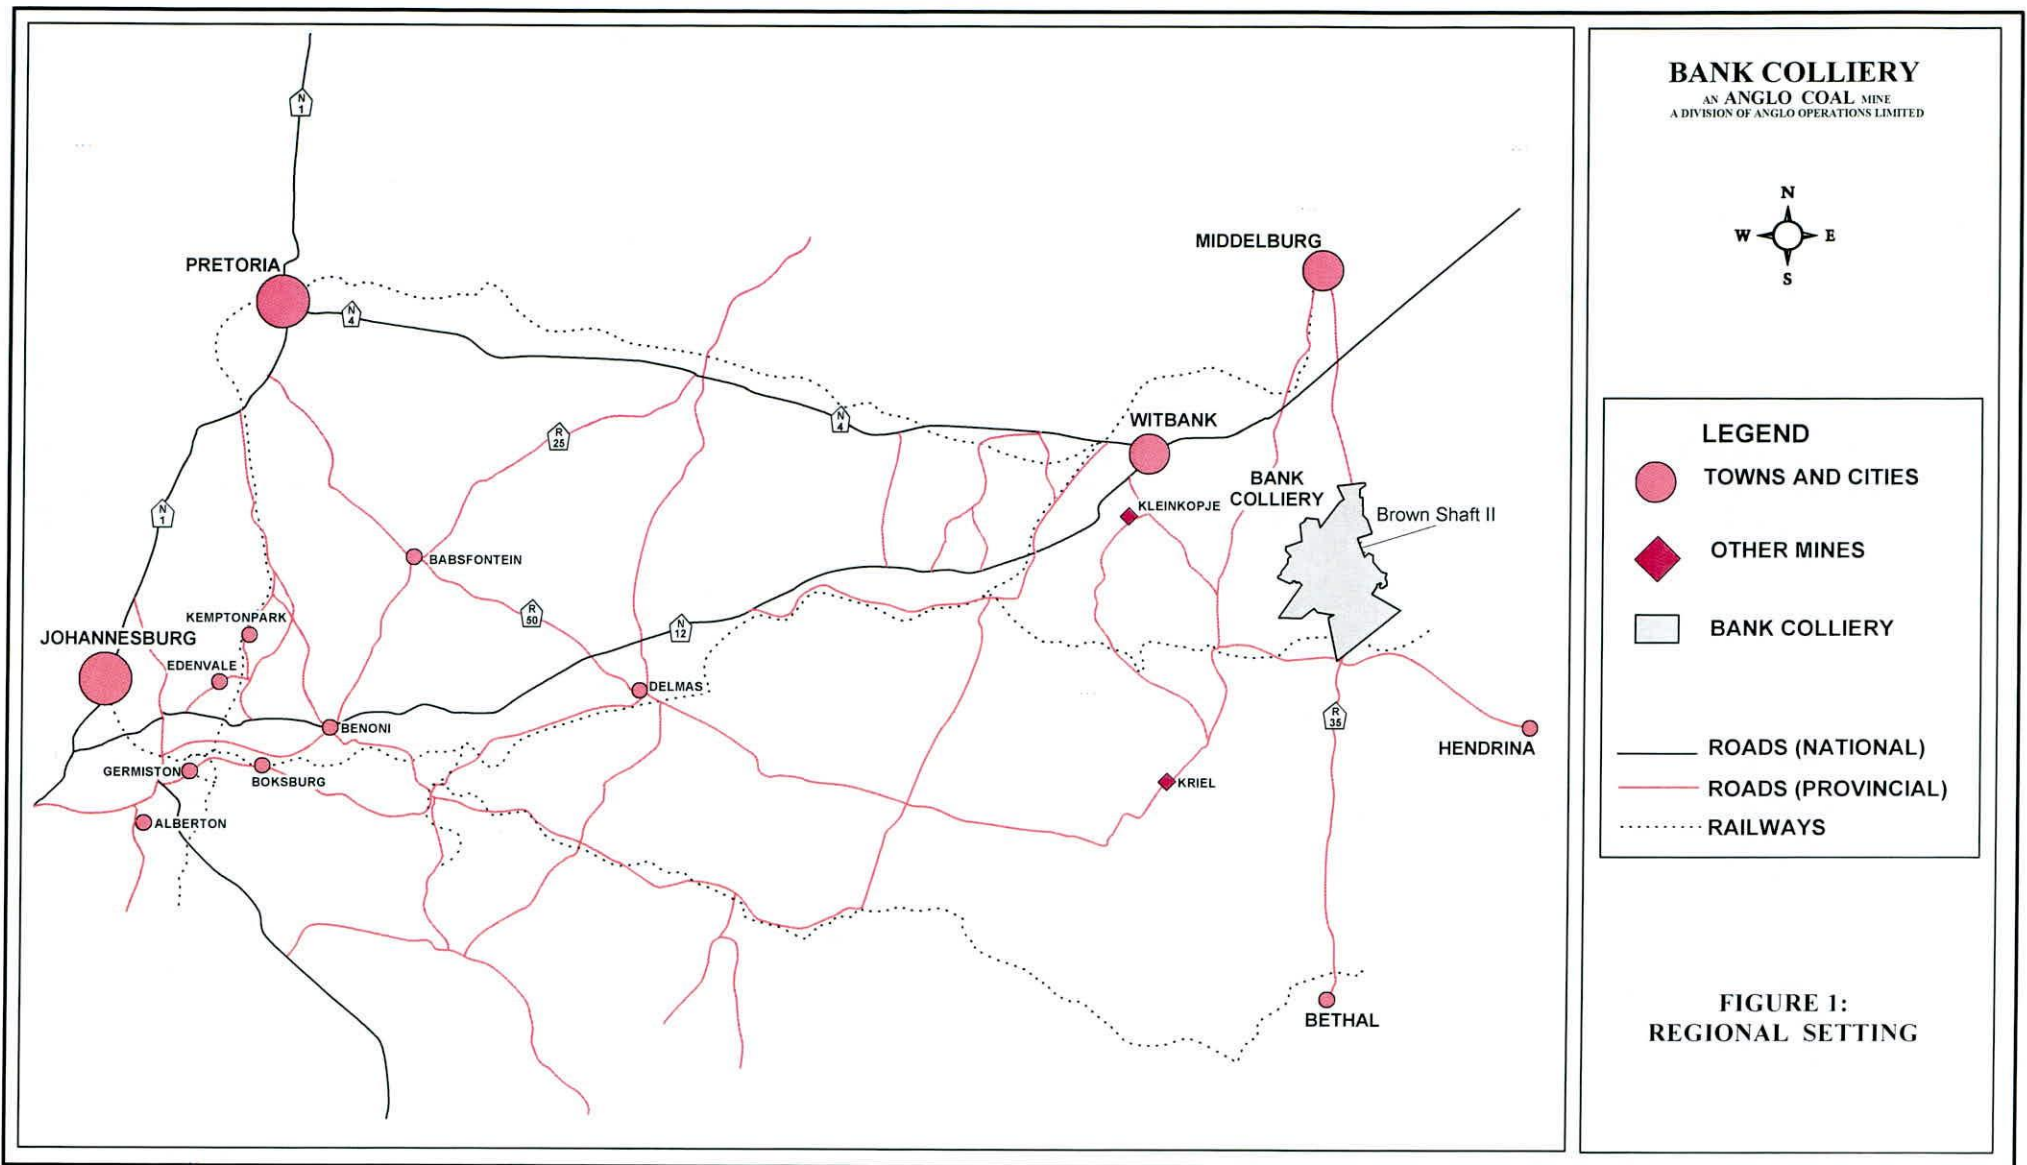 N
1
PRETORIA
N
4
MIDDELBURG
R
25
N
4
WITBANK
BANK
COLLIERY
KLEINKOPJE
Brown Shaft II
N
1
BABSFONTEIN
R
50
KEMPTONPARK
N
12
JOHANNESBURG
EDENVALE
DELMAS
BENONI
R
35
HENDRINA
GERMISTON
BOKSBURG
KRIEL
ALBERTON
BETHAL
BANK COLLIERY
AN ANGLO COAL MINE
A DIVISION OF ANGLO OPERATIONS LIMITED
N
W E
S
LEGEND
TOWNS AND CITIES
OTHER MINES
BANK COLLIERY
ROADS (NATIONAL)
ROADS (PROVINCIAL)
RAILWAYS
FIGURE 1:
REGIONAL SETTING